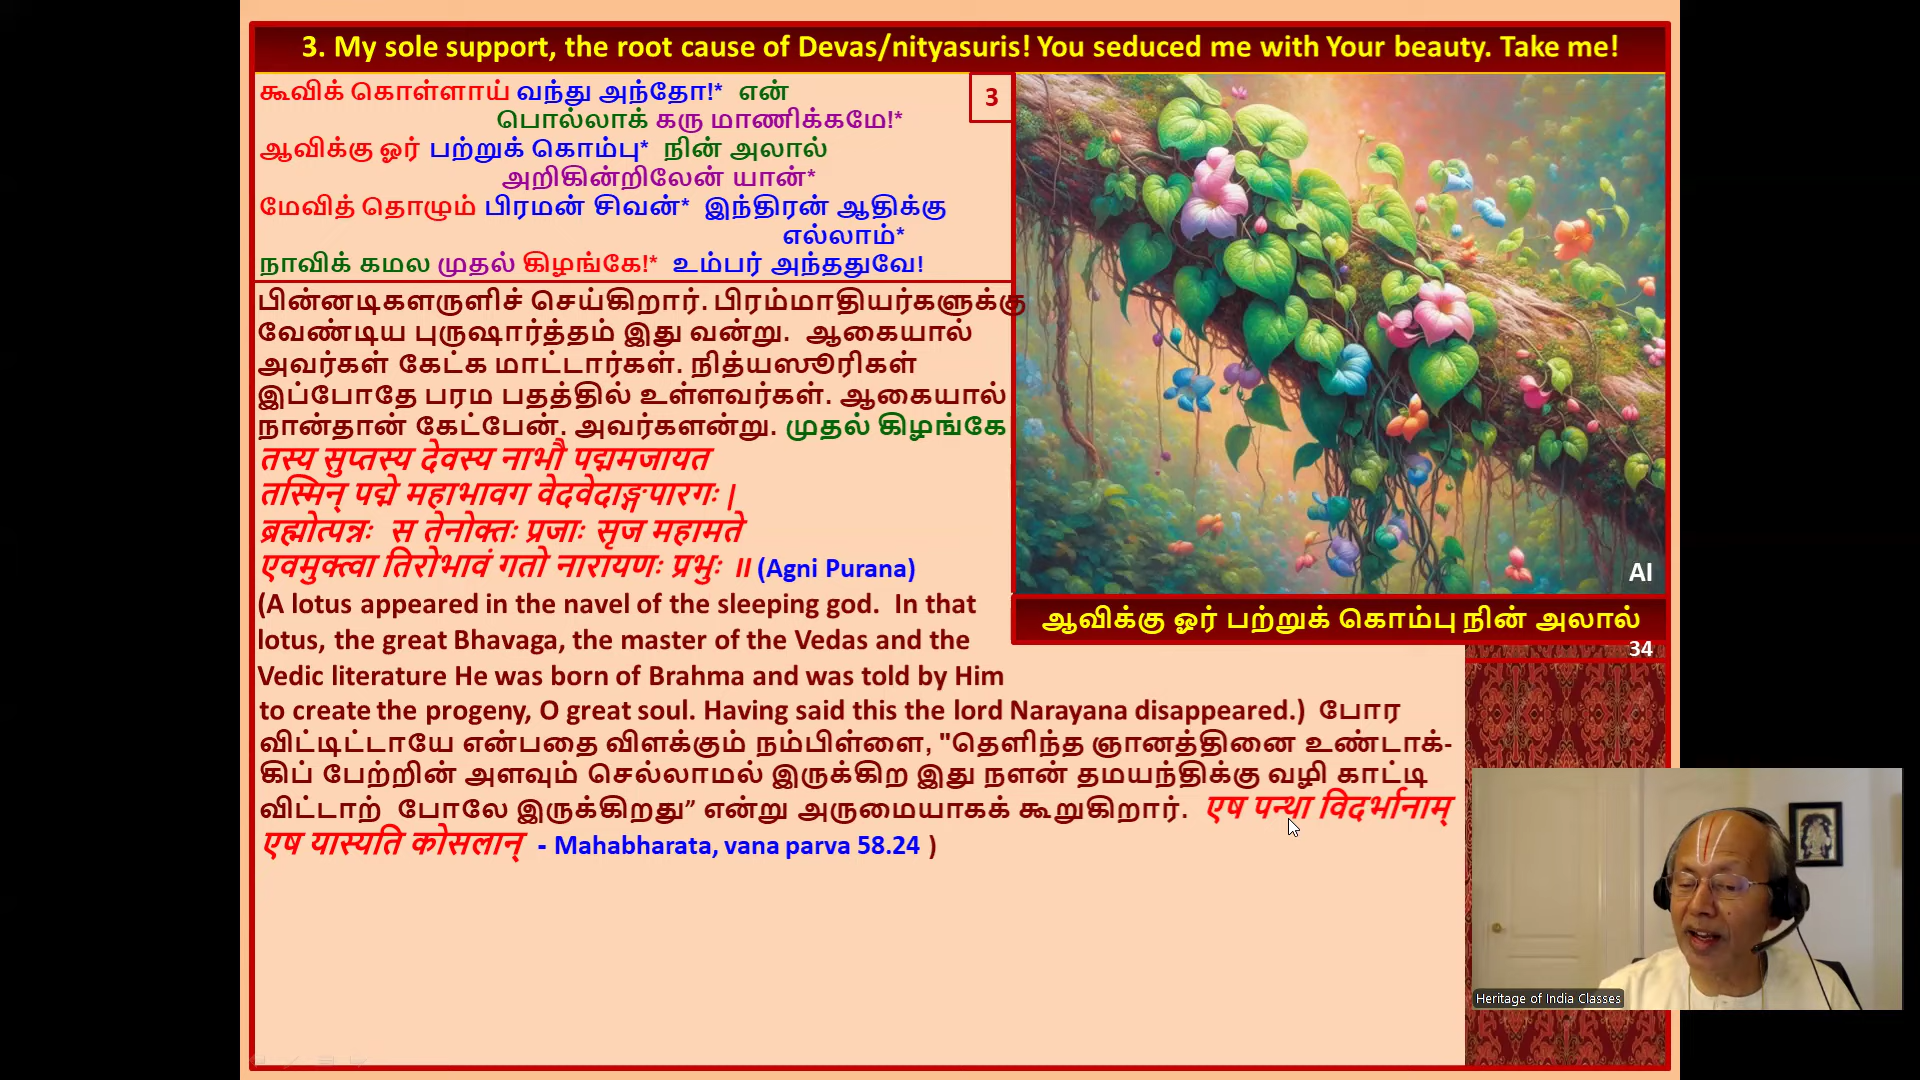 3. My sole support, the root cause of Devas/nityasuris! You seduced me with Your beauty. Take me!
கூவிக் கொள்ளாய் வந்து அந்தோ!* என்
பொல்லாக் கரு மாணிக்கமே!*
ஆவிக்கு ஓர் பற்றுக் கொம்பு* நின் அலால்
அறிகின்றிலேன் யான்*
மேவித் தொழும் பிரமன் சிவன்* இந்திரன் ஆதிக்கு
எல்லாம்*
நாவிக் கமல முதல் கிழங்கே!* உம்பர் அந்ததுவே!
3
பின்னடிகளருளிச் செய்கிறார். பிரம்மாதியர்களுக்கு
வேண்டிய புருஷார்த்தம் இது வன்று. ஆகையால்
அவர்கள் கேட்க மாட்டார்கள். நித்யஸூரிகள்
இப்போதே பரம பதத்தில் உள்ளவர்கள். ஆகையால்
நான்தான் கேட்பேன். அவர்களன்று. முதல் கிழங்கே
तस्य सुप्तस्य देवस्य नाभौ पद्ममजायत
तस्मिन् पद्मे महाभावग वेदवेदाङ्गपारगः |
ब्रह्मोत्पन्नः स तेनोक्तः प्रजाः सृज महामते
एवमुक्त्वा तिरोभावं गतो नारायणः प्रभुः ॥ (Agni Purana)
(A lotus appeared in the navel of the sleeping god. In that
lotus, the great Bhavaga, the master of the Vedas and the
Vedic literature He was born of Brahma and was told by Him
to create the progeny, O great soul. Having said this the lord Narayana disappeared.) போர
விட்டிட்டாயே என்பதை விளக்கும் நம்பிள்ளை, "தெளிந்த ஞானத்தினை உண்டாக்-
கிப் பேற்றின் அளவும் செல்லாமல் இருக்கிற இது நளன் தமயந்திக்கு வழி காட்டி
விட்டாற் போலே இருக்கிறது” என்று அருமையாகக் கூறுகிறார். एष पन्था विदर्भानाम्
एष यास्यति कोसलान् - Mahabharata, vana parva 58.24 )
AI
ஆவிக்கு ஓர் பற்றுக் கொம்பு நின் அலால்
34
Heritage of India Classes